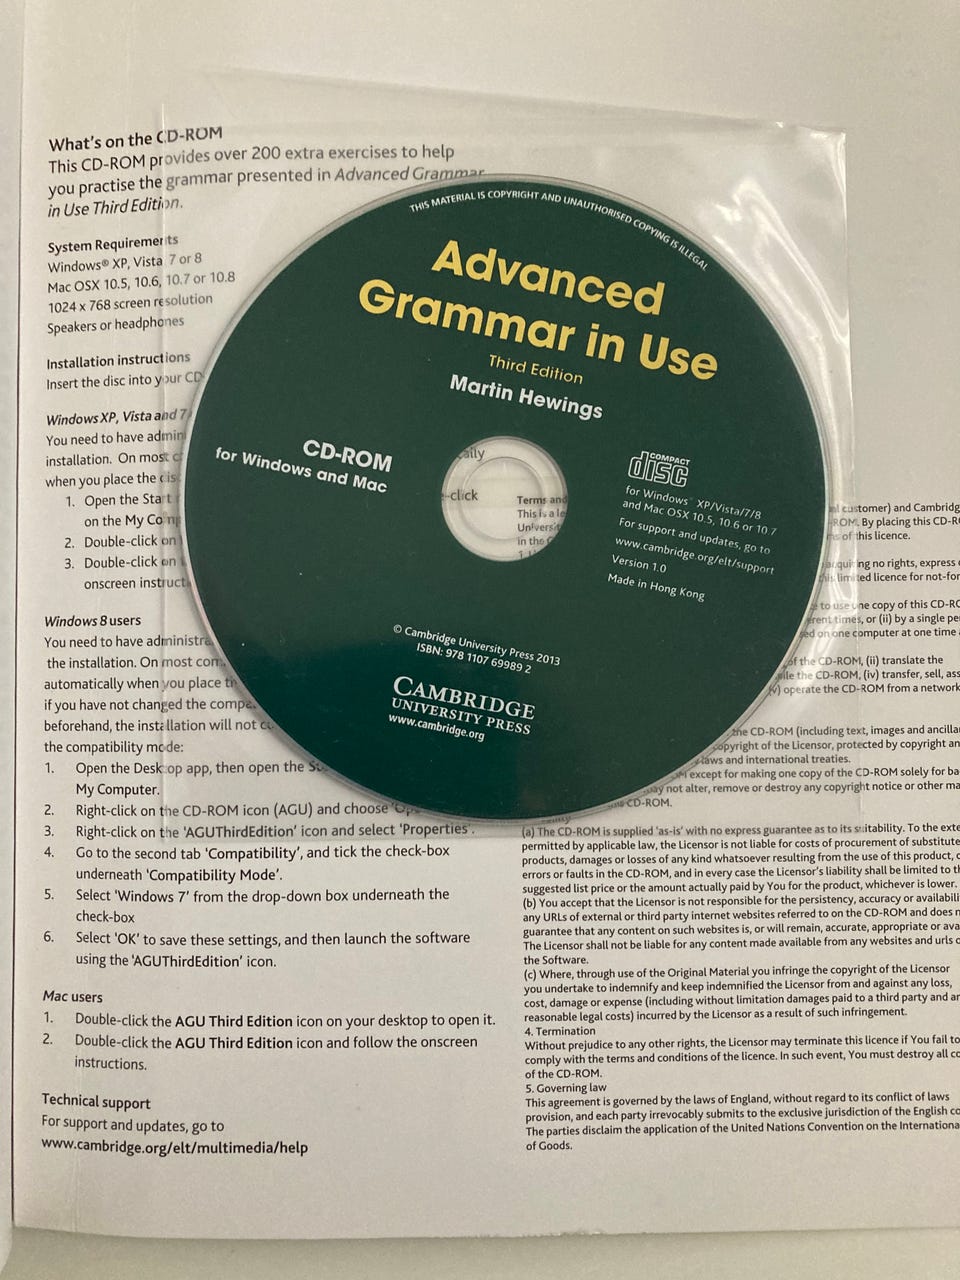 What's on the CD-ROM
This CD-ROM provides over 200 extra exercises to help
you practise the grammar presented in Advanced Grammar
in Use Third Edition.
System Requirements
Windows® XP, Vista 7 or 8
Mac OSX 10.5, 10.6, 10.7 or 10.8
1024 x 768 screen resolution
Speakers or headphones
Installation instructions
Insert the disc into your CD
Windows XP, Vista and 7
You need to have admin
installation. On most c
when you place the dis
1. Open the Start
on the My Comp
2. Double-click on
3. Double-click on
onscreen instruct
Windows 8 users
You need to have administra
the installation. On most com
automatically when you place th
if you have not changed the compa
beforehand, the installation will not co
the compatibility mode:
1. Open the Desktop app, then open the St
My Computer.
2. Right-click on the CD-ROM icon (AGU) and choose 'Ope
3. Right-click on the 'AGUThirdEdition' icon and select 'Properties'.
4. Go to the second tab 'Compatibility', and tick the check-box
underneath 'Compatibility Mode'.
5. Select 'Windows 7' from the drop-down box underneath the
check-box
6. Select 'OK' to save these settings, and then launch the software
using the 'AGUThirdEdition' icon.
Mac users
1. Double-click the AGU Third Edition icon on your desktop to open it.
2. Double-click the AGU Third Edition icon and follow the onscreen
instructions.
Technical support
For support and updates, go to
www.cambridge.org/elt/multimedia/help
THIS MATERIAL IS COPYRIGHT AND UNAUTHORISED COPYING IS ILLEGAL
Advanced
Grammar in Use
Third Edition
Martin Hewings
CD-ROM
for Windows and Mac
COMPACT
disc
for Windows XP/Vista/7/8
and Mac OSX 10.5, 10.6 or 10.7
For support and updates, go to
www.cambridge.org/elt/support
Version 1.0
Made in Hong Kong
© Cambridge University Press 2013
ISBN: 978 1107 69989 2
CAMBRIDGE
UNIVERSITY PRESS
www.cambridge.org
ally
-click
Terms and
This is a le
Universit
in the C
customer) and Cambridg
ROM. By placing this CD-R
of this licence.
acquiring no rights, express
this limited licence for not-for
to use one copy of this CD-R
erent times, or (ii) by a single pe
sed on one computer at one time
of the CD-ROM, (ii) translate the
ile the CD-ROM, (iv) transfer, sell, ass
v) operate the CD-ROM from a network
the CD-ROM (including text, images and ancilla
opyright of the Licensor, protected by copyright an
laws and international treaties.
except for making one copy of the CD-ROM solely for ba
may not alter, remove or destroy any copyright notice or other ma
CD-ROM.
(a) The CD-ROM is supplied 'as-is' with no express guarantee as to its suitability. To the exte
permitted by applicable law, the Licensor is not liable for costs of procurement of substitute
products, damages or losses of any kind whatsoever resulting from the use of this product, o
errors or faults in the CD-ROM, and in every case the Licensor's liability shall be limited to th
suggested list price or the amount actually paid by You for the product, whichever is lower.
(b) You accept that the Licensor is not responsible for the persistency, accuracy or availabili
any URLs of external or third party internet websites referred to on the CD-ROM and does n
guarantee that any content on such websites is, or will remain, accurate, appropriate or ava
The Licensor shall not be liable for any content made available from any websites and urls o
the Software.
(c) Where, through use of the Original Material you infringe the copyright of the Licensor
you undertake to indemnify and keep indemnified the Licensor from and against any loss,
cost, damage or expense (including without limitation damages paid to a third party and an
reasonable legal costs) incurred by the Licensor as a result of such infringement.
4. Termination
Without prejudice to any other rights, the Licensor may terminate this licence if You fail to
comply with the terms and conditions of the licence. In such event, You must destroy all co
of the CD-ROM.
5. Governing law
This agreement is governed by the laws of England, without regard to its conflict of laws
provision, and each party irrevocably submits to the exclusive jurisdiction of the English co
The parties disclaim the application of the United Nations Convention on the Internationa
of Goods.